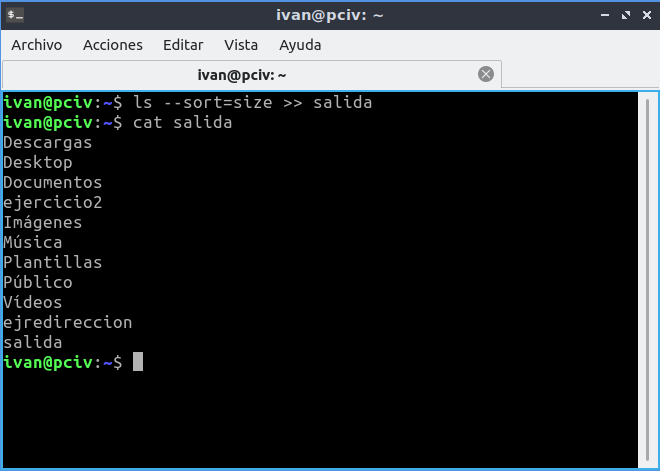 ivan@pciv: ~
Archivo Acciones Editar Vista Ayuda
ivan@pciv: ~
ivan@pciv:~$ ls --sort=size >> salida
ivan@pciv:~$ cat salida
Descargas
Desktop
Documentos
ejercicio2
Imágenes
Música
Plantillas
Público
Vídeos
ejredireccion
salida
ivan@pciv:~$